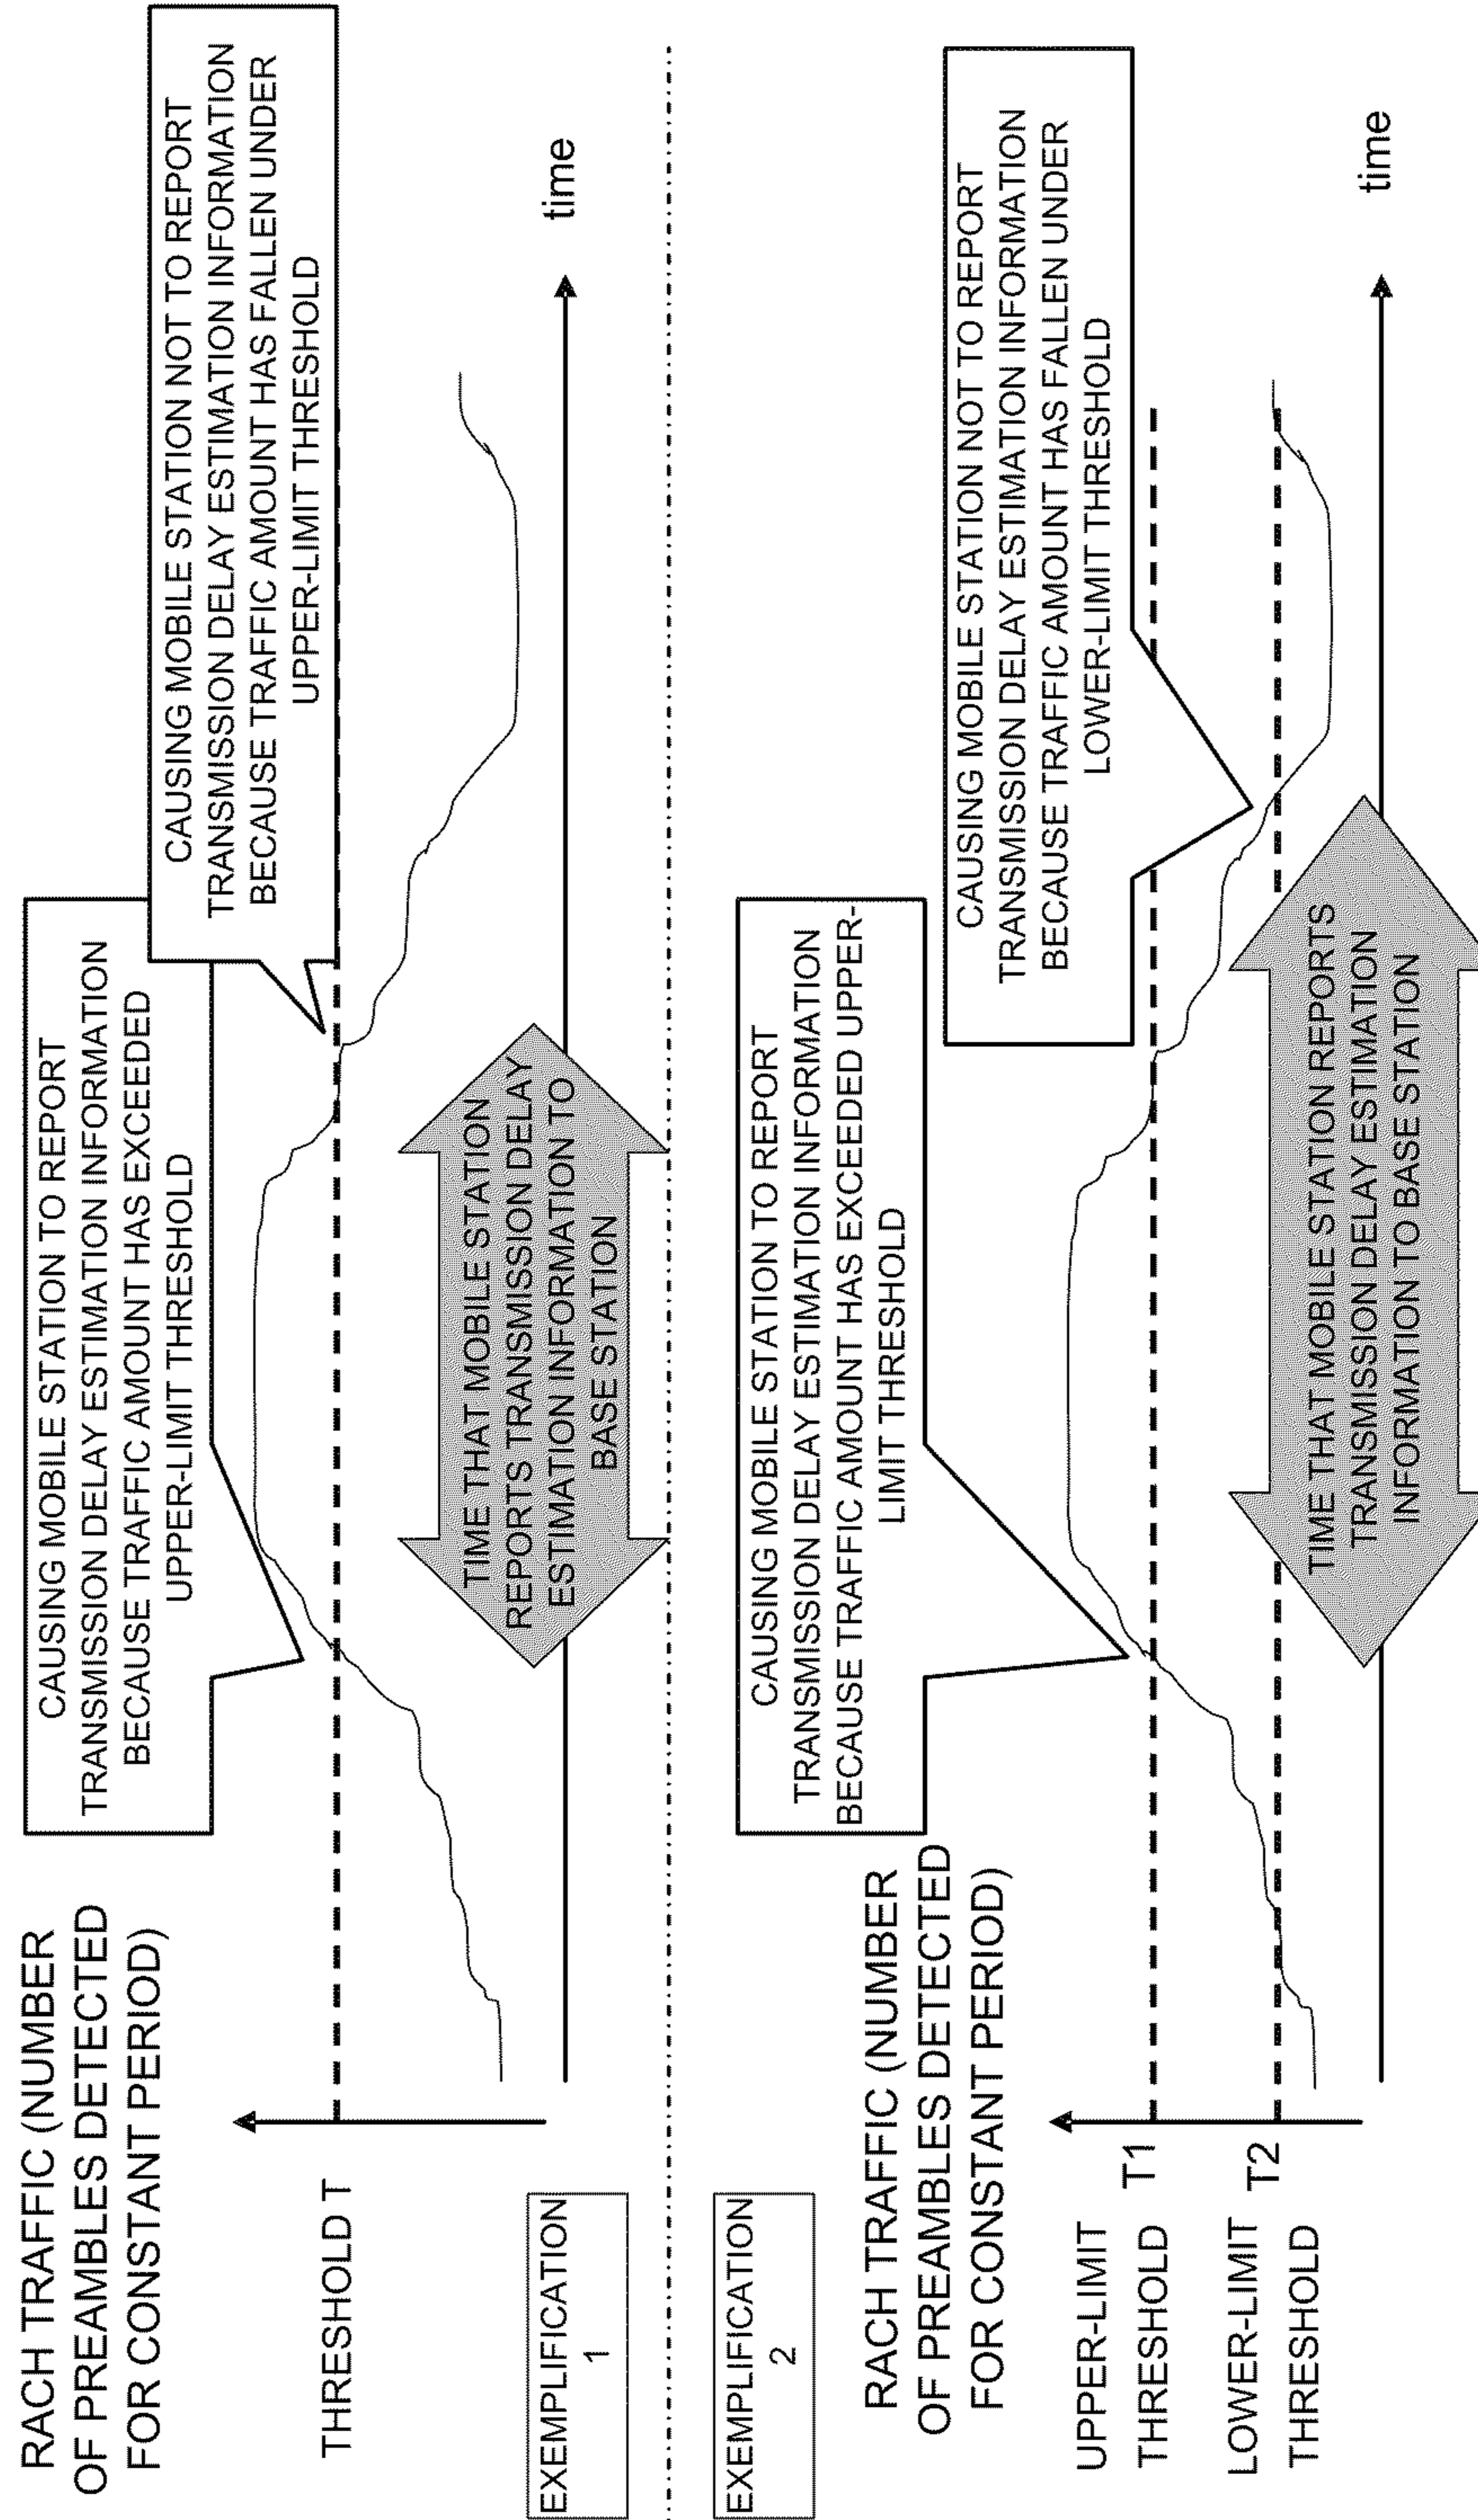 RACH TRAFFIC (NUMBER
OF PREAMBLES DETECTED
FOR CONSTANT PERIOD)
CAUSING MOBILE STATION TO REPORT
TRANSMISSION DELAY ESTIMATION INFORMATION
BECAUSE TRAFFIC AMOUNT HAS EXCEEDED
UPPER-LIMIT THRESHOLD
CAUSING MOBILE STATION NOT TO REPORT
TRANSMISSION DELAY ESTIMATION INFORMATION
BECAUSE TRAFFIC AMOUNT HAS FALLEN UNDER
UPPER-LIMIT THRESHOLD
THRESHOLD T
TIME THAT MOBILE STATION
REPORTS TRANSMISSION DELAY
ESTIMATION INFORMATION TO
BASE STATION
time
EXEMPLIFICATION
1
EXEMPLIFICATION
2
RACH TRAFFIC (NUMBER
OF PREAMBLES DETECTED
FOR CONSTANT PERIOD)
CAUSING MOBILE STATION TO REPORT
TRANSMISSION DELAY ESTIMATION INFORMATION
BECAUSE TRAFFIC AMOUNT HAS EXCEEDED UPPER-
LIMIT THRESHOLD
CAUSING MOBILE STATION NOT TO REPORT
TRANSMISSION DELAY ESTIMATION INFORMATION
BECAUSE TRAFFIC AMOUNT HAS FALLEN UNDER
LOWER-LIMIT THRESHOLD
UPPER-LIMIT
THRESHOLD
T1
LOWER-LIMIT
THRESHOLD
T2
TIME THAT MOBILE STATION REPORTS
TRANSMISSION DELAY ESTIMATION
INFORMATION TO BASE STATION
time